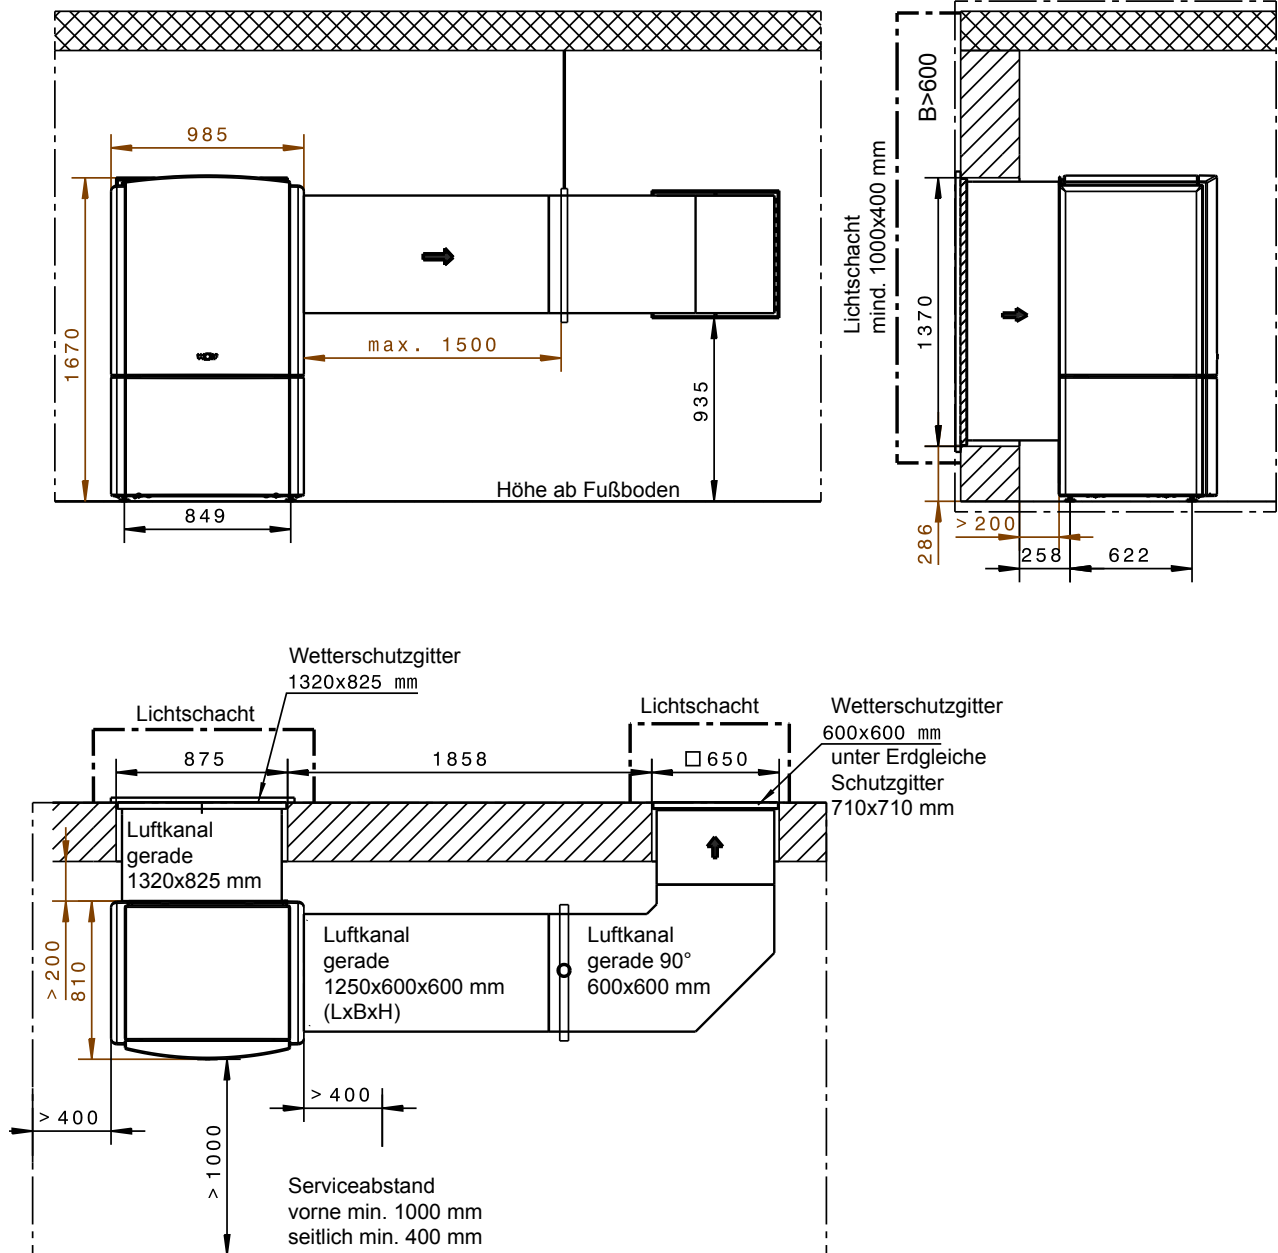 985
1670
max. 1500
935
Höhe ab Fußboden
849
B>600
Lichtschacht
mind. 1000x400 mm
1370
286
> 200
258
622
Wetterschutzgitter
1320x825 mm
Lichtschacht
Lichtschacht
Wetterschutzgitter
600x600 mm
unter Erdgleiche
Schutzgitter
710x710 mm
875
1858
□ 650
Luftkanal
gerade
1320x825 mm
> 200
810
Luftkanal
gerade
1250x600x600 mm
(LxBxH)
Luftkanal
gerade 90°
600x600 mm
> 400
> 400
> 1000
Serviceabstand
vorne min. 1000 mm
seitlich min. 400 mm